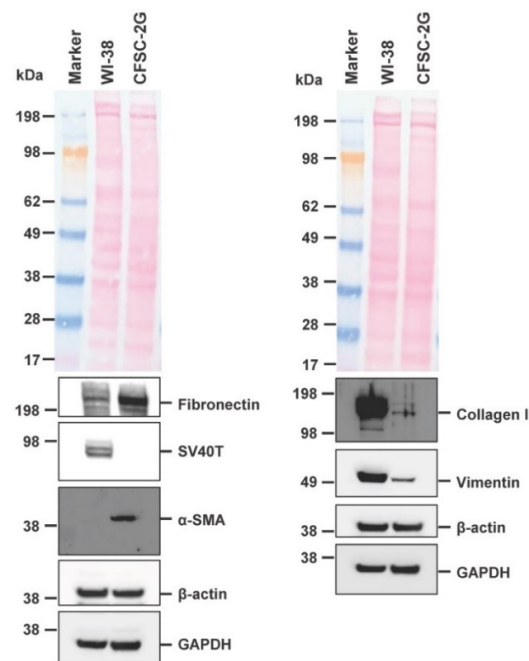 kDa
Marker
WI-38
CFSC-2G
198
98
62
49
38
28
17
198
Fibronectin
98
SV40T
38
α-SMA
38
β-actin
38
GAPDH
kDa
Marker
WI-38
CFSC-2G
198
98
62
49
38
28
17
198
98
Collagen I
49
Vimentin
38
β-actin
38
GAPDH